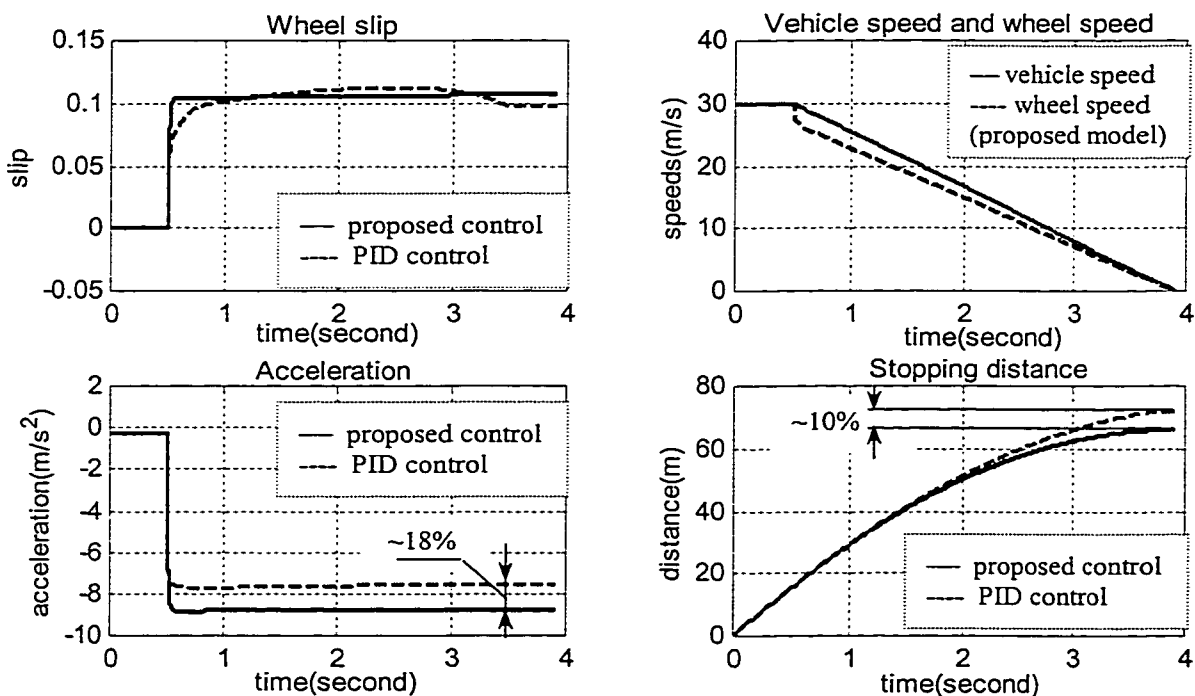 Wheel slip
0.15
0.1
0.05
0
-0.05
slip
proposed control
PID control
0 1 2 3 4
time(second)
Vehicle speed and wheel speed
40
30
20
10
0
speeds(m/s)
vehicle speed
wheel speed
(proposed model)
0 1 2 3 4
time(second)
Acceleration
2
0
-2
-4
-6
-8
-10
acceleration(m/s²)
proposed control
PID control
~18%
0 1 2 3 4
time(second)
Stopping distance
80
60
40
20
0
distance(m)
~10%
proposed control
PID control
0 1 2 3 4
time(second)